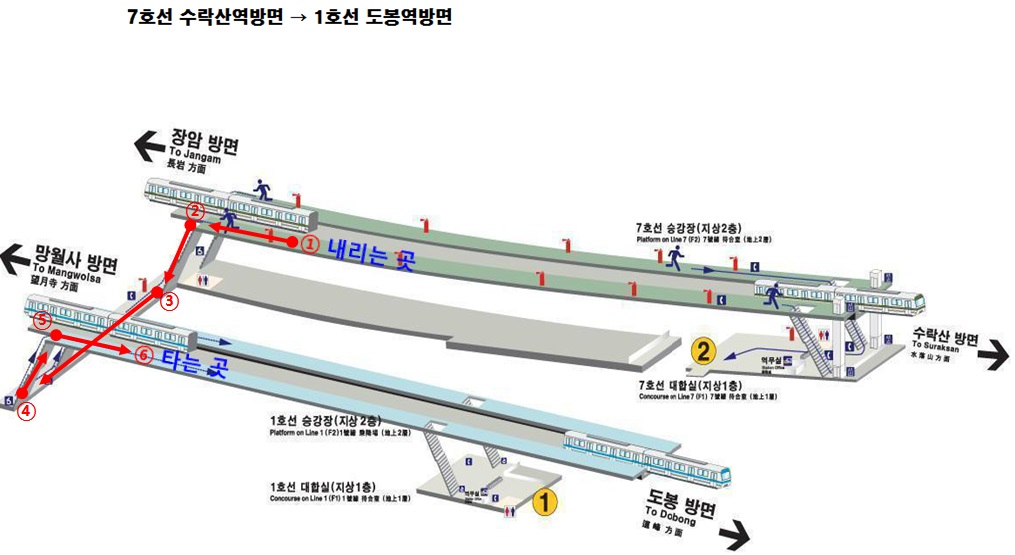 7호선 수락산역방면 → 1호선 도봉역방면
장암 방면
To Jangam
長岩 方面
②
①
내리는 곳
7호선 승강장(지상2층)
Platform on Line 7 (F2) 7號線 待合室 (地上2層)
망월사 방면
To Mangwolsa
望月寺 方面
③
⑤
⑥
타는 곳
④
수락산 방면
To Suraksan
水落山 方面
2
역무실
Station Office
7호선 대합실(지상1층)
Concourse on Line 7 (F1) 7號線 待合室 (地上1層)
1호선 승강장(지상2층)
Platform on Line 1 (F2) 1號線 乘降場 (地上2層)
1호선 대합실(지상1층)
Concourse on Line 1 (F1) 1號線 待合室 (地上1層)
역무실
1
도봉 방면
To Dobong
道峰 方面